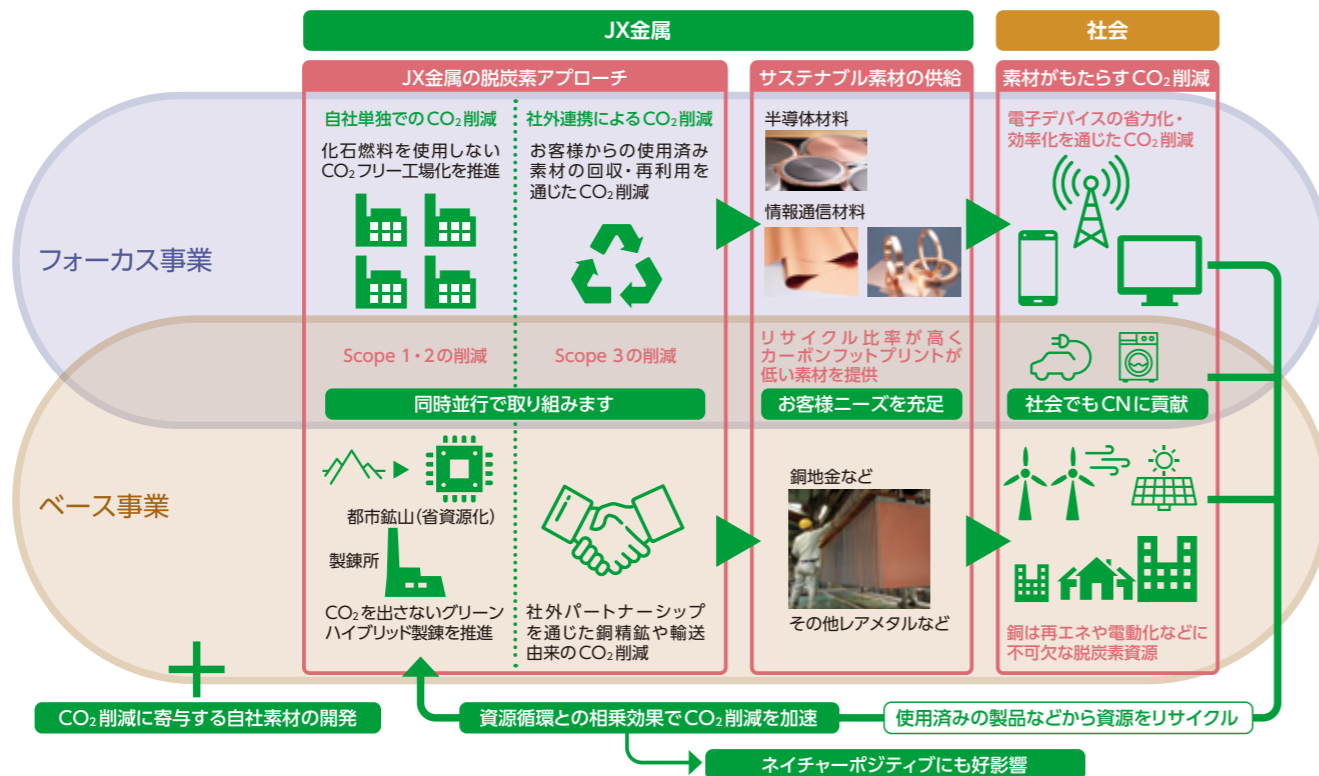 JX金属
社会
JX金属の脱炭素アプローチ
サステナブル素材の供給
素材がもたらすCO₂削減
フォーカス事業
自社単独でのCO₂削減
化石燃料を使用しない
CO₂フリー工場化を推進
社外連携によるCO₂削減
お客様からの使用済み
素材の回収・再利用を
通じたCO₂削減
半導体材料
情報通信材料
電子デバイスの省力化・
効率化を通じたCO₂削減
Scope 1・2の削減
Scope 3の削減
リサイクル比率が高く
カーボンフットプリントが
低い素材を提供
同時並行で取り組みます
お客様ニーズを充足
社会でもCNに貢献
ベース事業
都市鉱山(省資源化)
製錬所
CO₂を出さないグリーン
ハイブリッド製錬を推進
社外パートナーシップ
を通じた銅精鉱や輸送
由来のCO₂削減
銅地金など
その他レアメタルなど
銅は再エネや電動化などに
不可欠な脱炭素資源
CO₂削減に寄与する自社素材の開発
資源循環との相乗効果でCO₂削減を加速
使用済みの製品などから資源をリサイクル
ネイチャーポジティブにも好影響